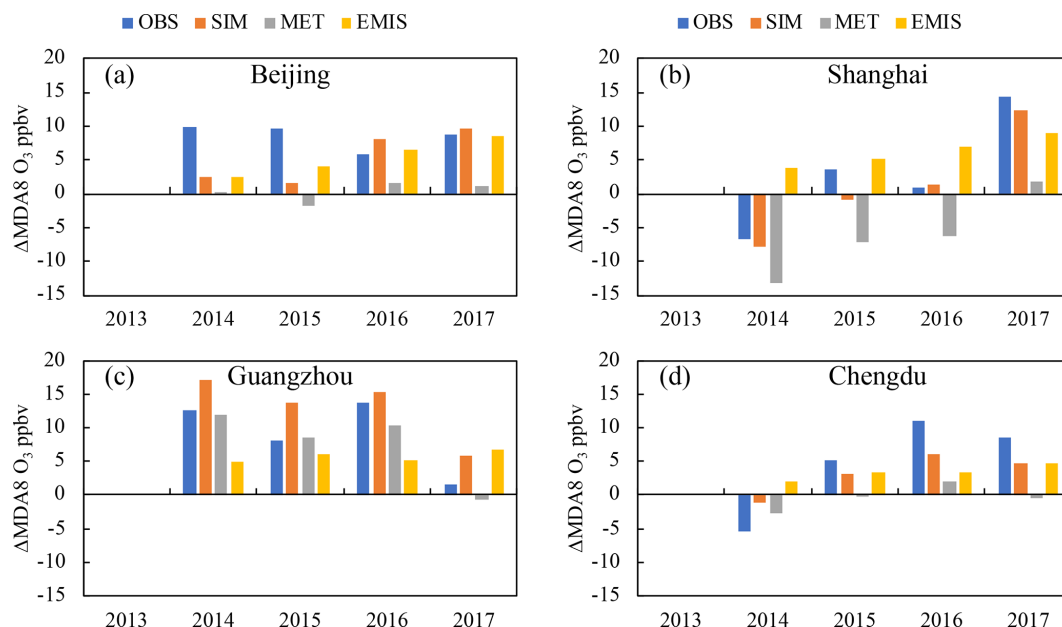 OBS SIM MET EMIS
OBS SIM MET EMIS
(a) Beijing
ΔMDA8 O₃ ppbv
20
15
10
5
0
-5
-10
-15
2013 2014 2015 2016 2017
(b) Shanghai
ΔMDA8 O₃ ppbv
20
15
10
5
0
-5
-10
-15
2013 2014 2015 2016 2017
(c) Guangzhou
ΔMDA8 O₃ ppbv
20
15
10
5
0
-5
-10
-15
2013 2014 2015 2016 2017
(d) Chengdu
ΔMDA8 O₃ ppbv
20
15
10
5
0
-5
-10
-15
2013 2014 2015 2016 2017